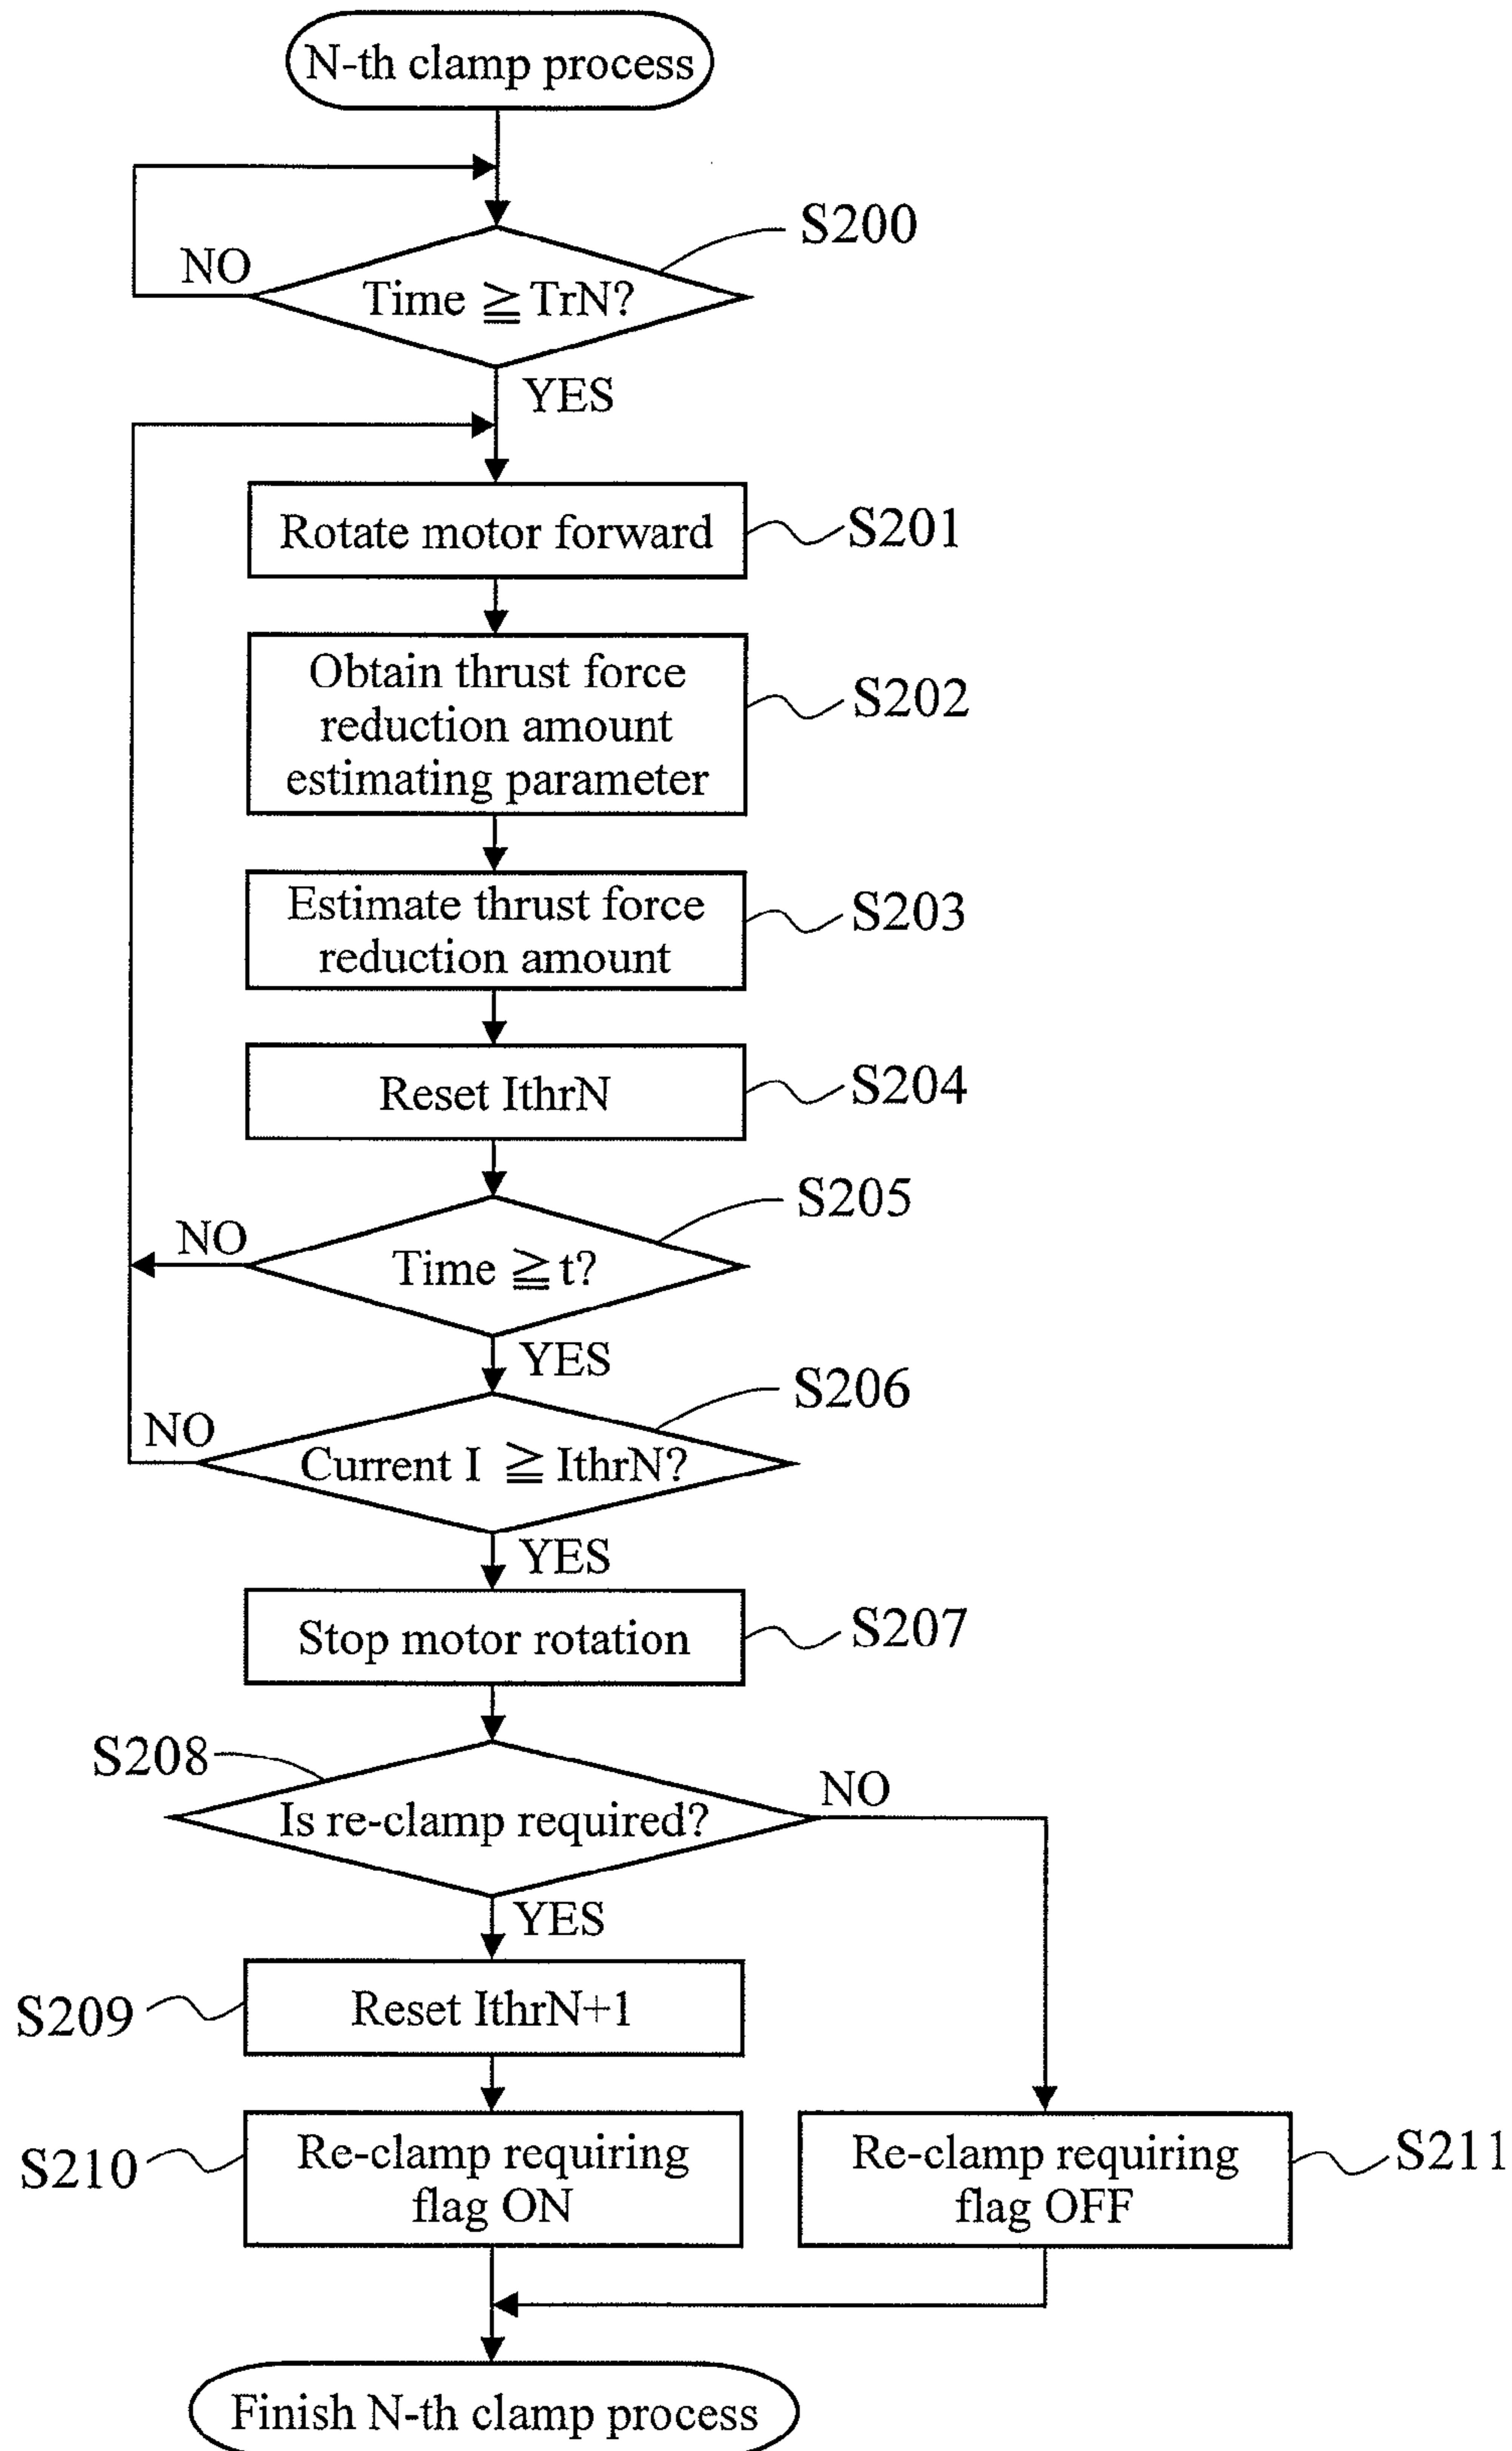 N-th clamp process
S200
NO
Time ≧ TrN?
YES
Rotate motor forward
S201
Obtain thrust force
reduction amount
estimating parameter
S202
Estimate thrust force
reduction amount
S203
Reset IthrN
S204
S205
NO
Time ≧ t?
YES
S206
NO
Current I ≧ IthrN?
YES
Stop motor rotation
S207
S208
NO
Is re-clamp required?
YES
S209
Reset IthrN+1
S210
Re-clamp requiring
flag ON
Re-clamp requiring
flag OFF
S211
Finish N-th clamp process